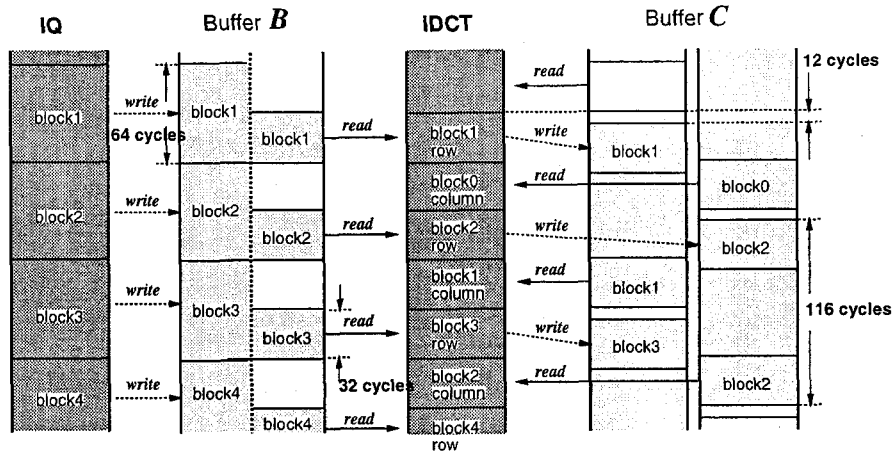 IQ
Buffer B
IDCT
Buffer C
12 cycles
read
block1
write
64 cycles
block1
block1
read
block1
row
write
block1
block0
column
read
block0
block2
write
block2
block2
read
block2
row
write
block2
block1
column
read
block1
block3
write
block3
block3
read
block3
row
write
block3
116 cycles
32 cycles
block4
write
block4
block2
column
read
block2
block4
read
block4
row